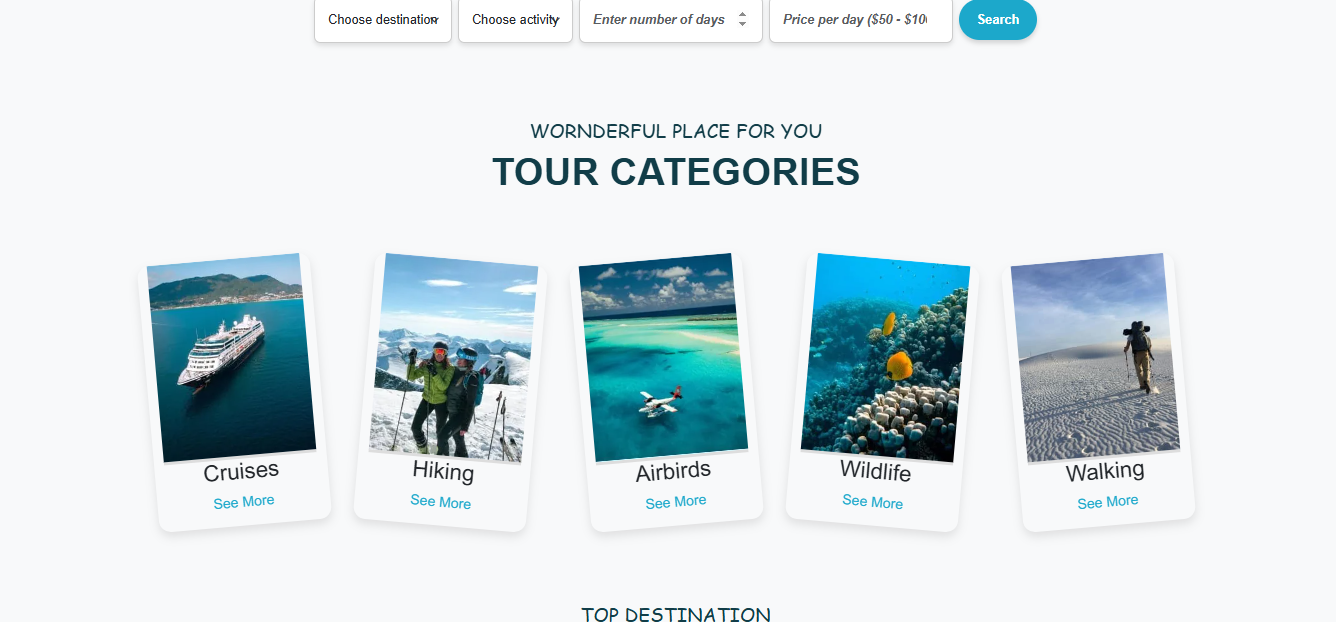 Choose destination
Choose activity
Enter number of days
Price per day ($50 - $10
Search
WORNDERFUL PLACE FOR YOU
TOUR CATEGORIES
Cruises
See More
Hiking
See More
Airbirds
See More
Wildlife
See More
Walking
See More
TOP DESTINATION